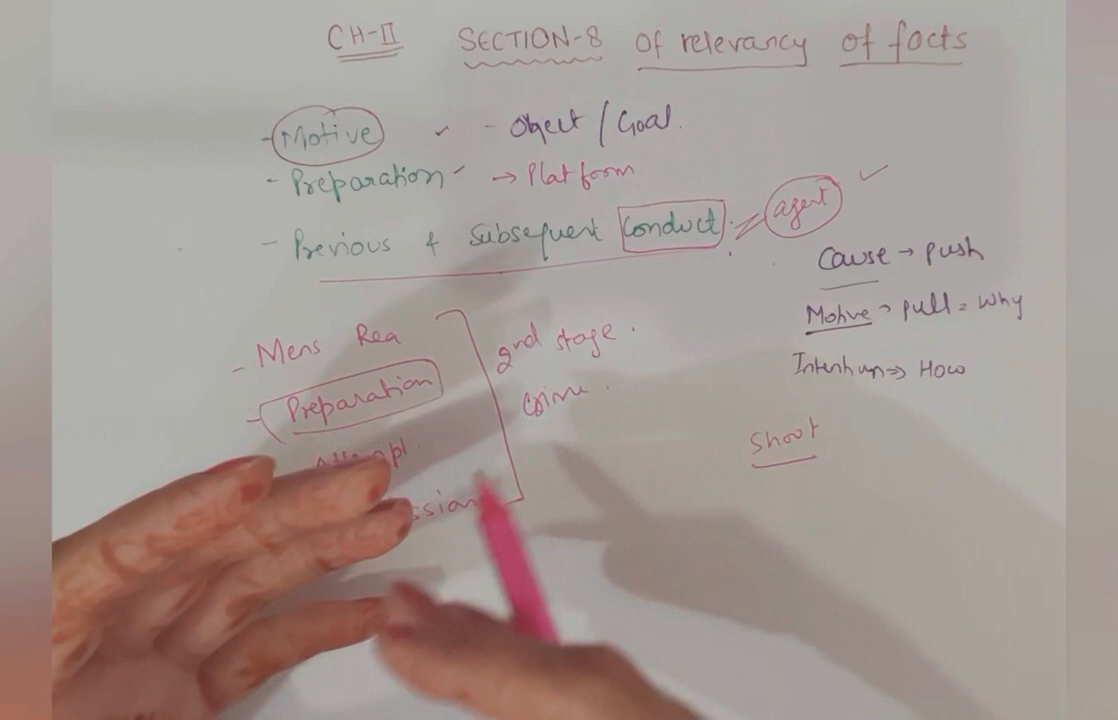 CH-II SECTION-8 of relevancy of facts
- Motive ✓ - Object / Goal.
- Preparation → Platform
- Previous & Subsequent Conduct. agent ✓
Cause → push
Motive → pull = Why
Intention => How
- Mens Rea
- Preparation
2nd stage.
crime.
Shoot